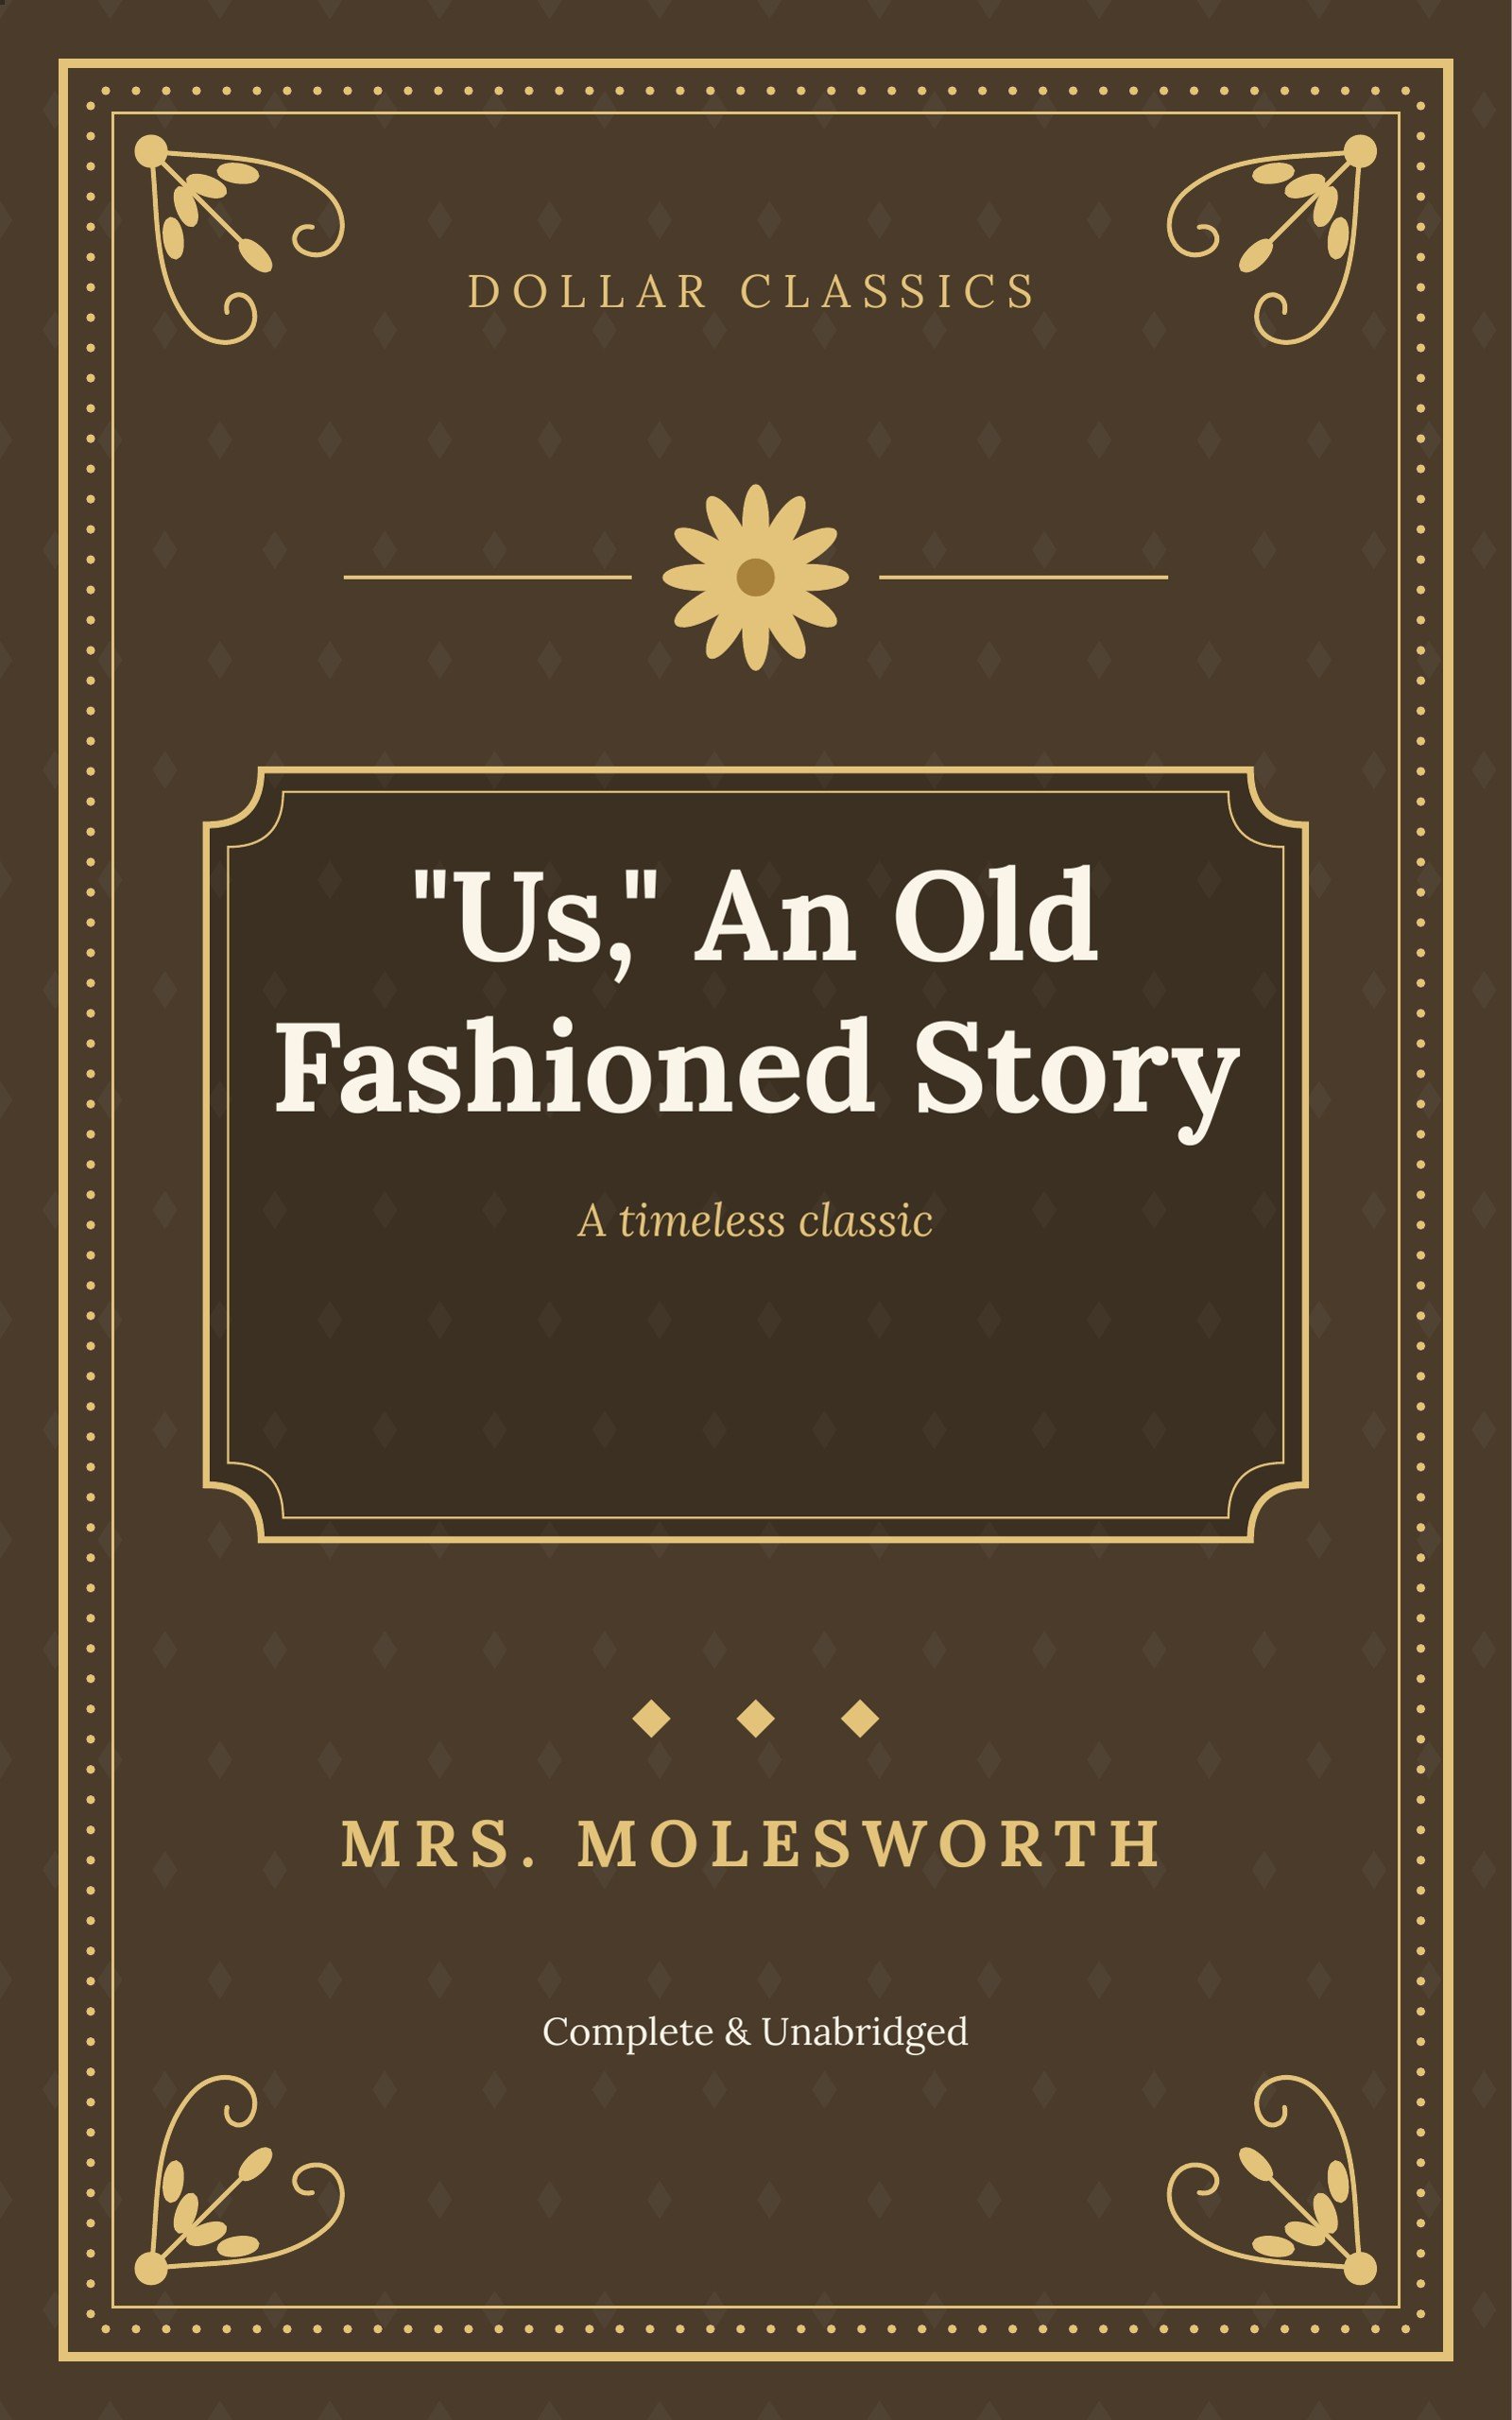 DOLLAR CLASSICS
"Us," An Old
Fashioned Story
A timeless classic
MRS. MOLESWORTH
Complete & Unabridged